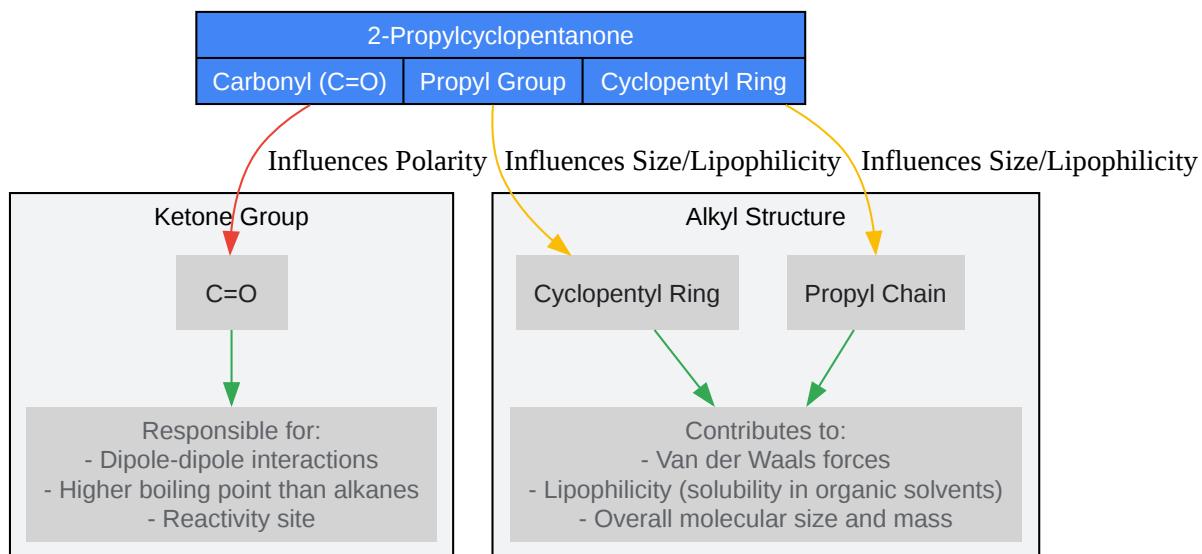 2-Propylcyclopentanone
Carbonyl (C=O) Propyl Group Cyclopentyl Ring
Influences Polarity Influences Size/Lipophilicity Influences Size/Lipophilicity
Ketone Group
C=O
Responsible for:
- Dipole-dipole interactions
- Higher boiling point than alkanes
- Reactivity site
Alkyl Structure
Cyclopentyl Ring Propyl Chain
Contributes to:
- Van der Waals forces
- Lipophilicity (solubility in organic solvents)
- Overall molecular size and mass